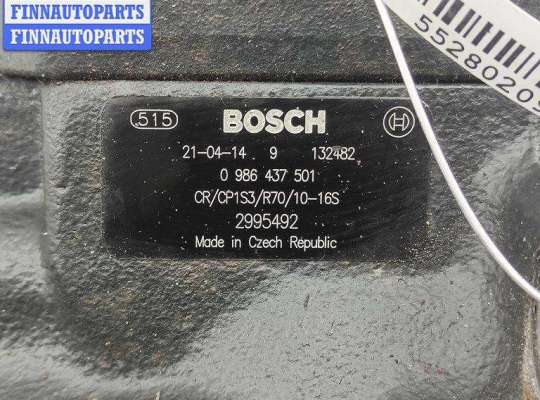 FINNAUTOPARTS
FINNAUTOPARTS
515 BOSCH H
21-04-14 9 132482
0 986 437 501
CR/CP1S3/R70/10-16S
2995492
Made in Czech Republic